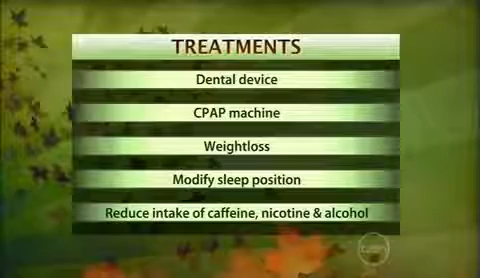 TREATMENTS
Dental device
CPAP machine
Weightloss
Modify sleep position
Reduce intake of caffeine, nicotine & alcohol